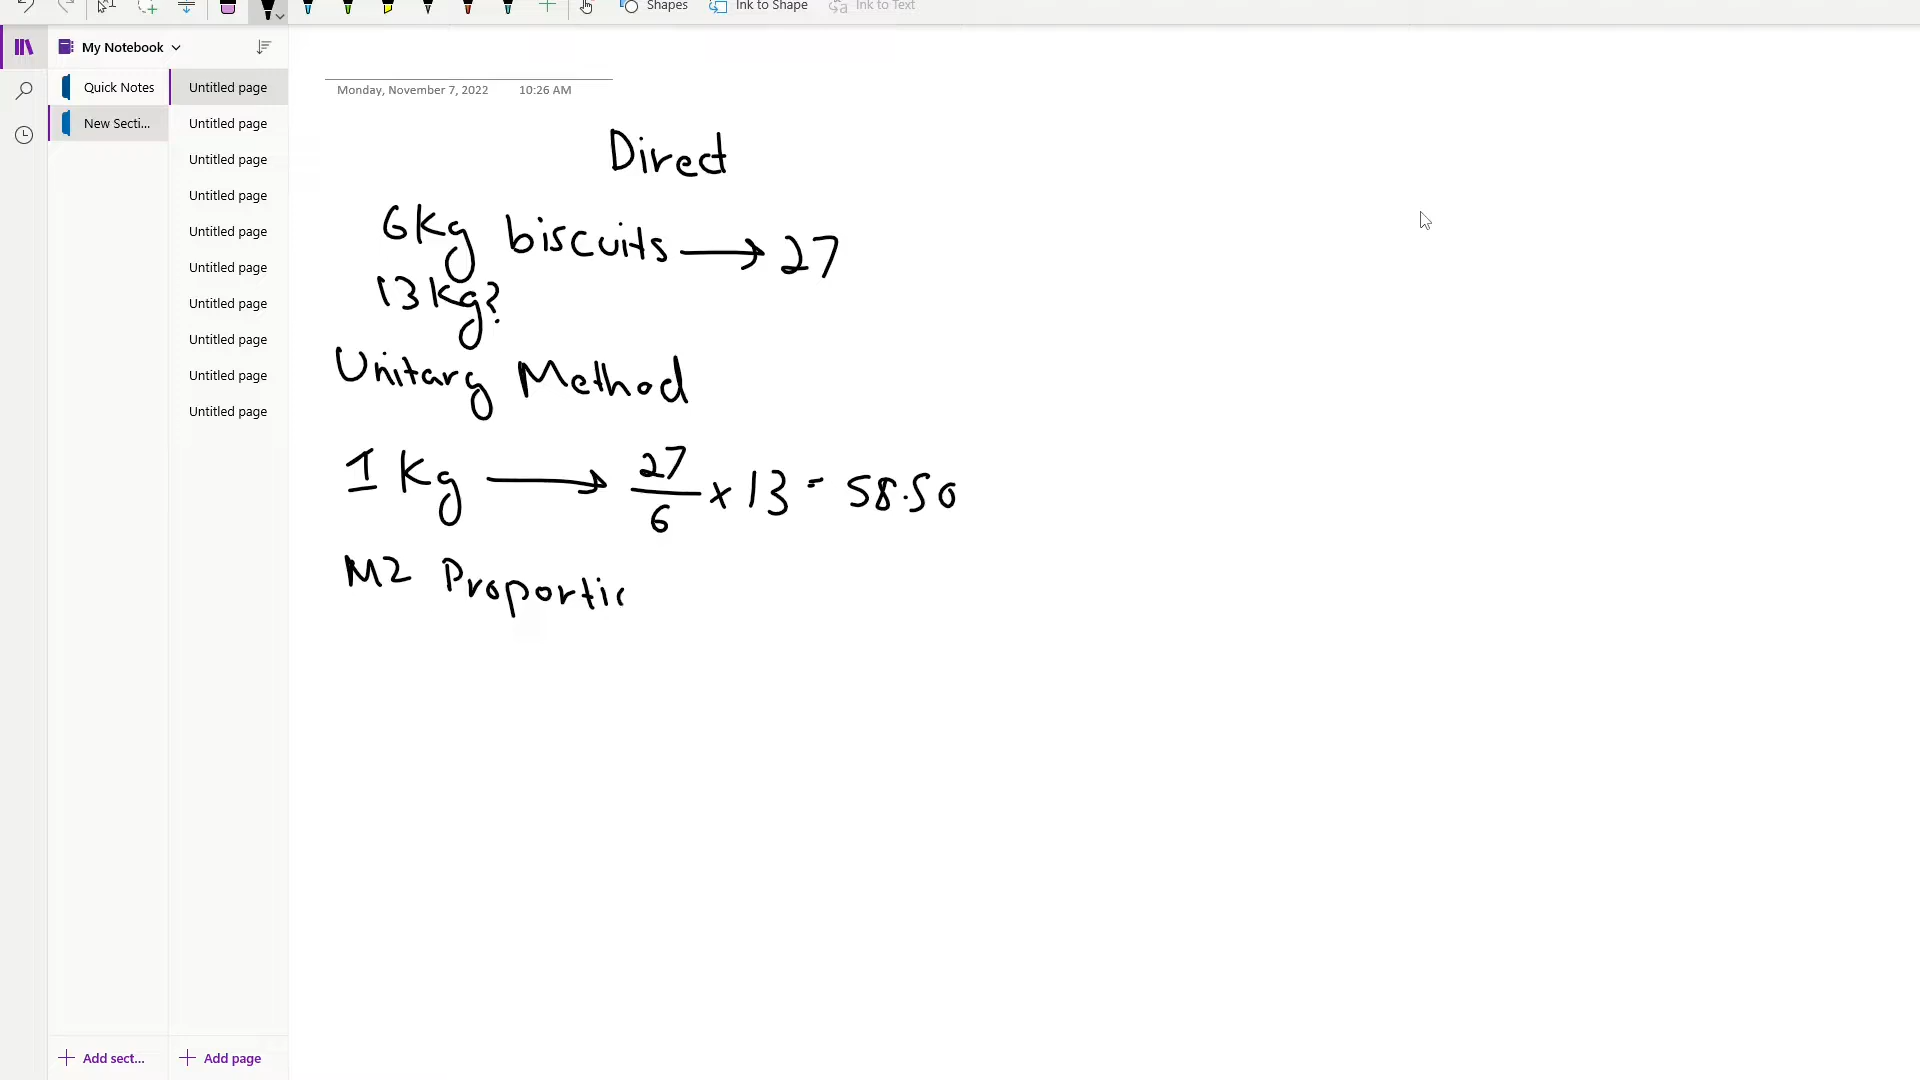 Shapes Ink to Shape Ink to Text
My Notebook
Quick Notes
New Secti...
Untitled page
Untitled page
Untitled page
Untitled page
Untitled page
Untitled page
Untitled page
Untitled page
Untitled page
Untitled page
Monday, November 7, 2022 10:26 AM
Direct
6kg biscuits → 27
13kg?
Unitary Method
1 kg → 27/6 x 13 = 58.50
M2 Proportio
+ Add sect... + Add page